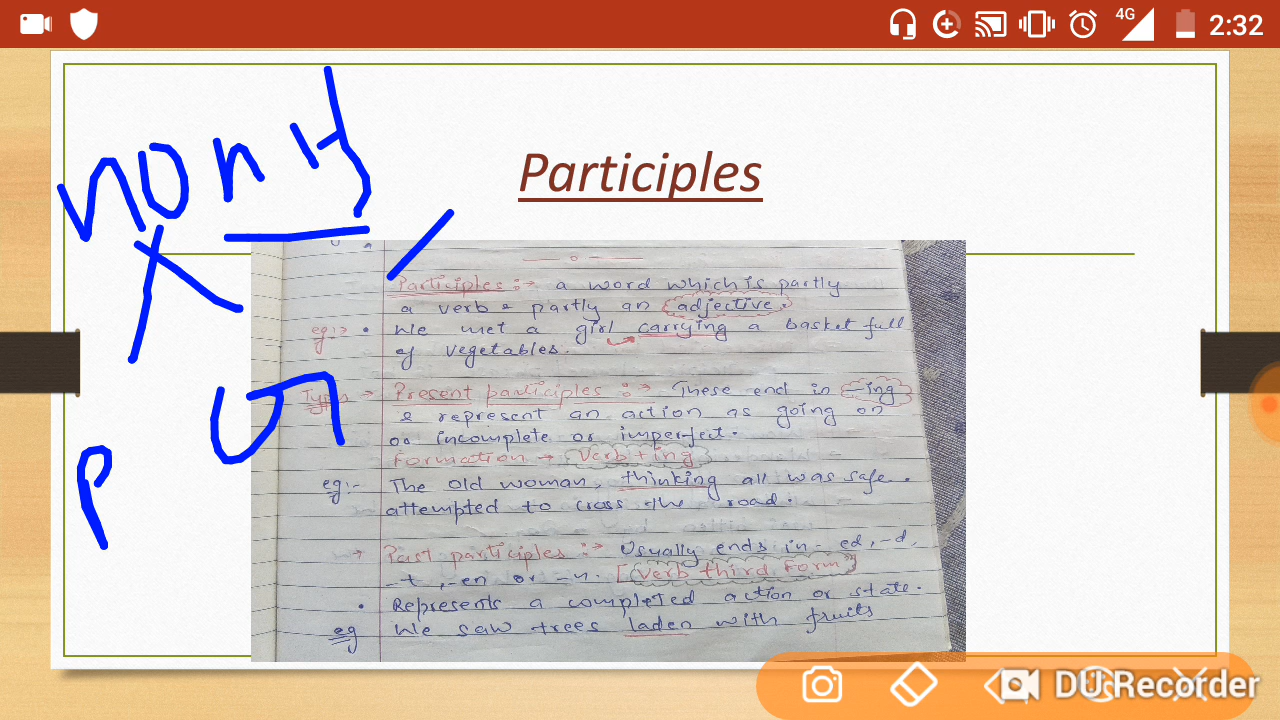 4G 2:32
Participles
Participles :→ a word which is partly
a verb & partly an adjective.
eg:→ • We met a girl carrying a basket full
of vegetables.
Types → Present participles :→ These end in -ing
& represent an action as going on
or incomplete or imperfect.
Formation → Verb + ing
eg:- The old woman, thinking all was safe.
attempted to cross the road.
→ Past participles :→ Usually ends in - ed, -d,
-t, -en or -n. [Verb third Form]
• Represents a completed action or state.
eg We saw trees laden with fruits
P
DU Recorder